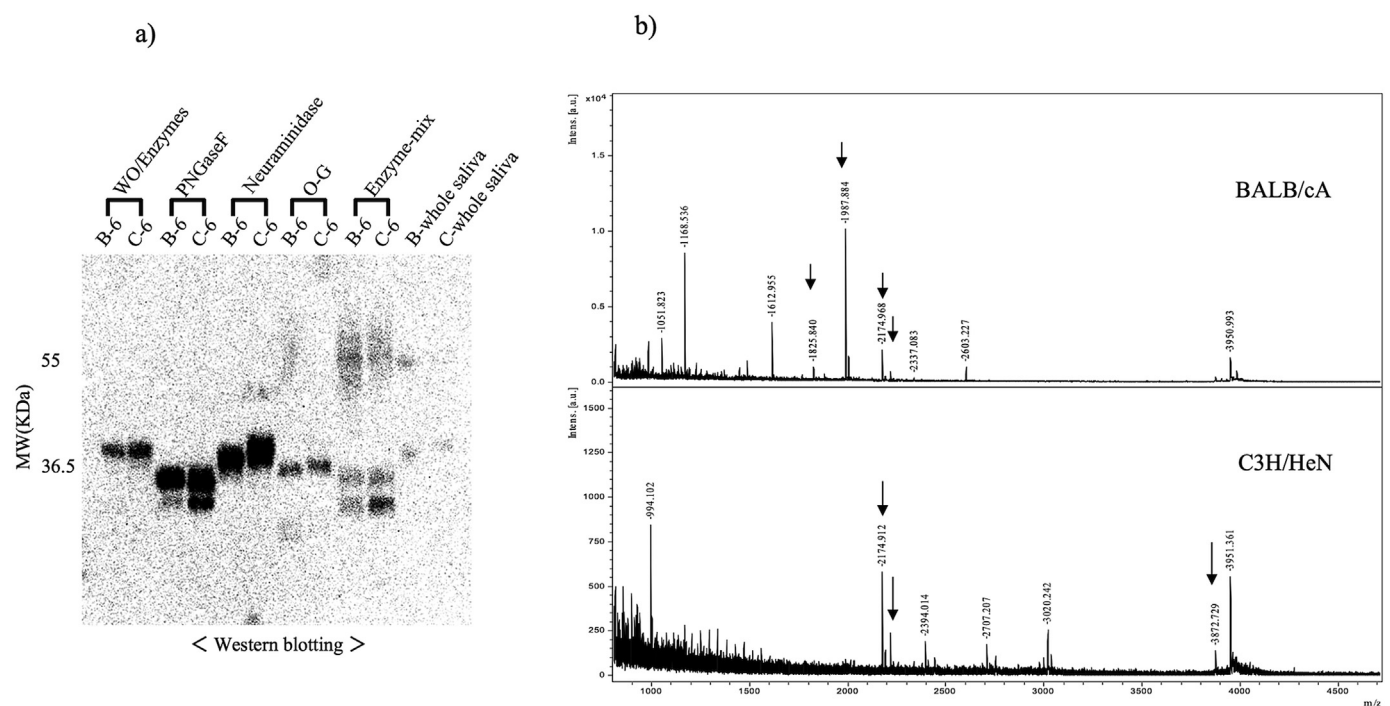 a)
WO/Enzymes
PNGaseF
Neuraminidase
O-G
Enzyme-mix
B-whole saliva
C-whole saliva
B-6
C-6
B-6
C-6
B-6
C-6
B-6
C-6
B-6
C-6
MW(KDa)
55
36.5
< Western blotting >
b)
x10⁴
Intens. [a.u.]
1.5
1.0
0.5
0.0
BALB/cA
-1051.823
-1168.536
-1612.955
-1825.840
-1987.884
-2174.968
-2337.083
-2603.227
-3950.993
Intens. [a.u.]
1500
1250
1000
750
500
250
0
C3H/HeN
-994.102
-2174.912
-2394.014
-2707.207
-3020.242
-3872.729
-3951.361
1000 1500 2000 2500 3000 3500 4000 4500
m/z